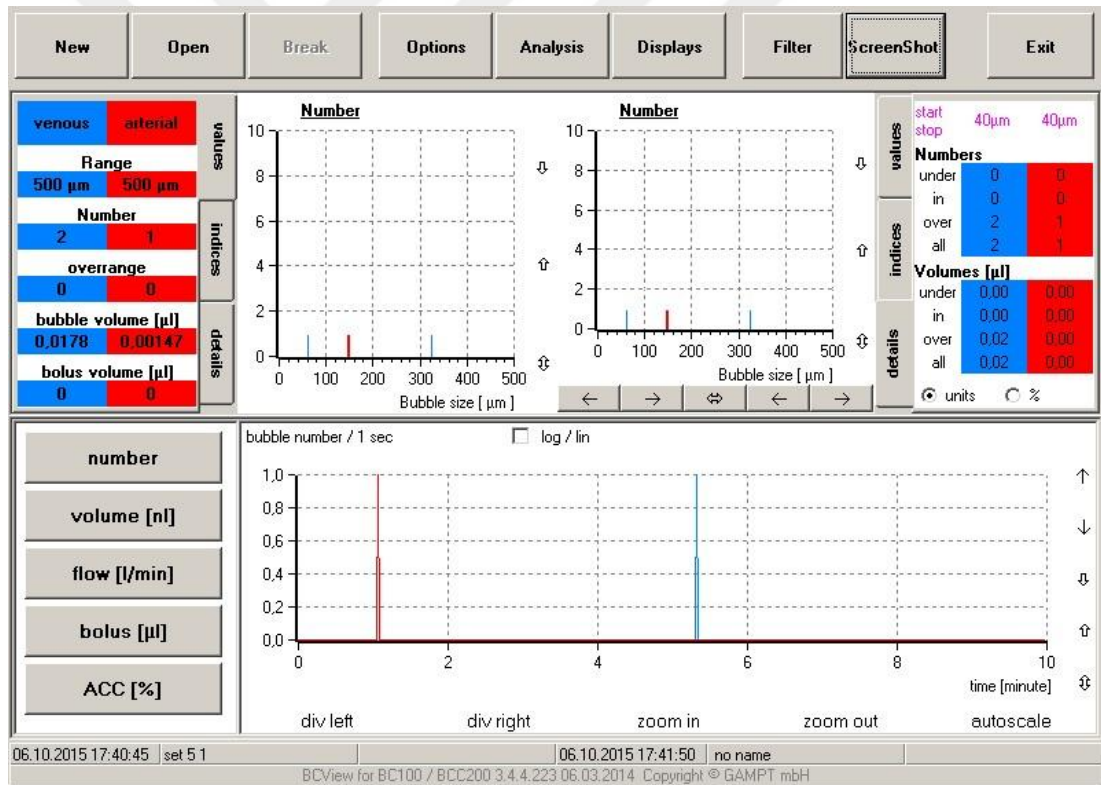 New Open Break Options Analysis Displays Filter ScreenShot Exit
venous arterial
Range
500 µm 500 µm
Number
2 1
overrange
0 0
bubble volume [µl]
0,0178 0,00147
bolus volume [µl]
0 0
values
indices
details
Number
10
8
6
4
2
0
0 100 200 300 400 500
Bubble size [ µm ]
Number
10
8
6
4
2
0
0 100 200 300 400 500
Bubble size [ µm ]
values
indices
details
start
stop
40µm 40µm
Numbers
under 0 0
in 0 0
over 2 1
all 2 1
Volumes [µl]
under 0,00 0,00
in 0,00 0,00
over 0,02 0,00
all 0,02 0,00
units %
number
volume [nl]
flow [l/min]
bolus [µl]
ACC [%]
bubble number / 1 sec log / lin
1,0
0,8
0,6
0,4
0,2
0,0
0 2 4 6 8 10
time [minute]
div left div right zoom in zoom out autoscale
06.10.2015 17:40:45 set 5 1 06.10.2015 17:41:50 no name
BCView for BC100 / BCC200 3.4.4.223 06.03.2014 Copyright © GAMPT mbH